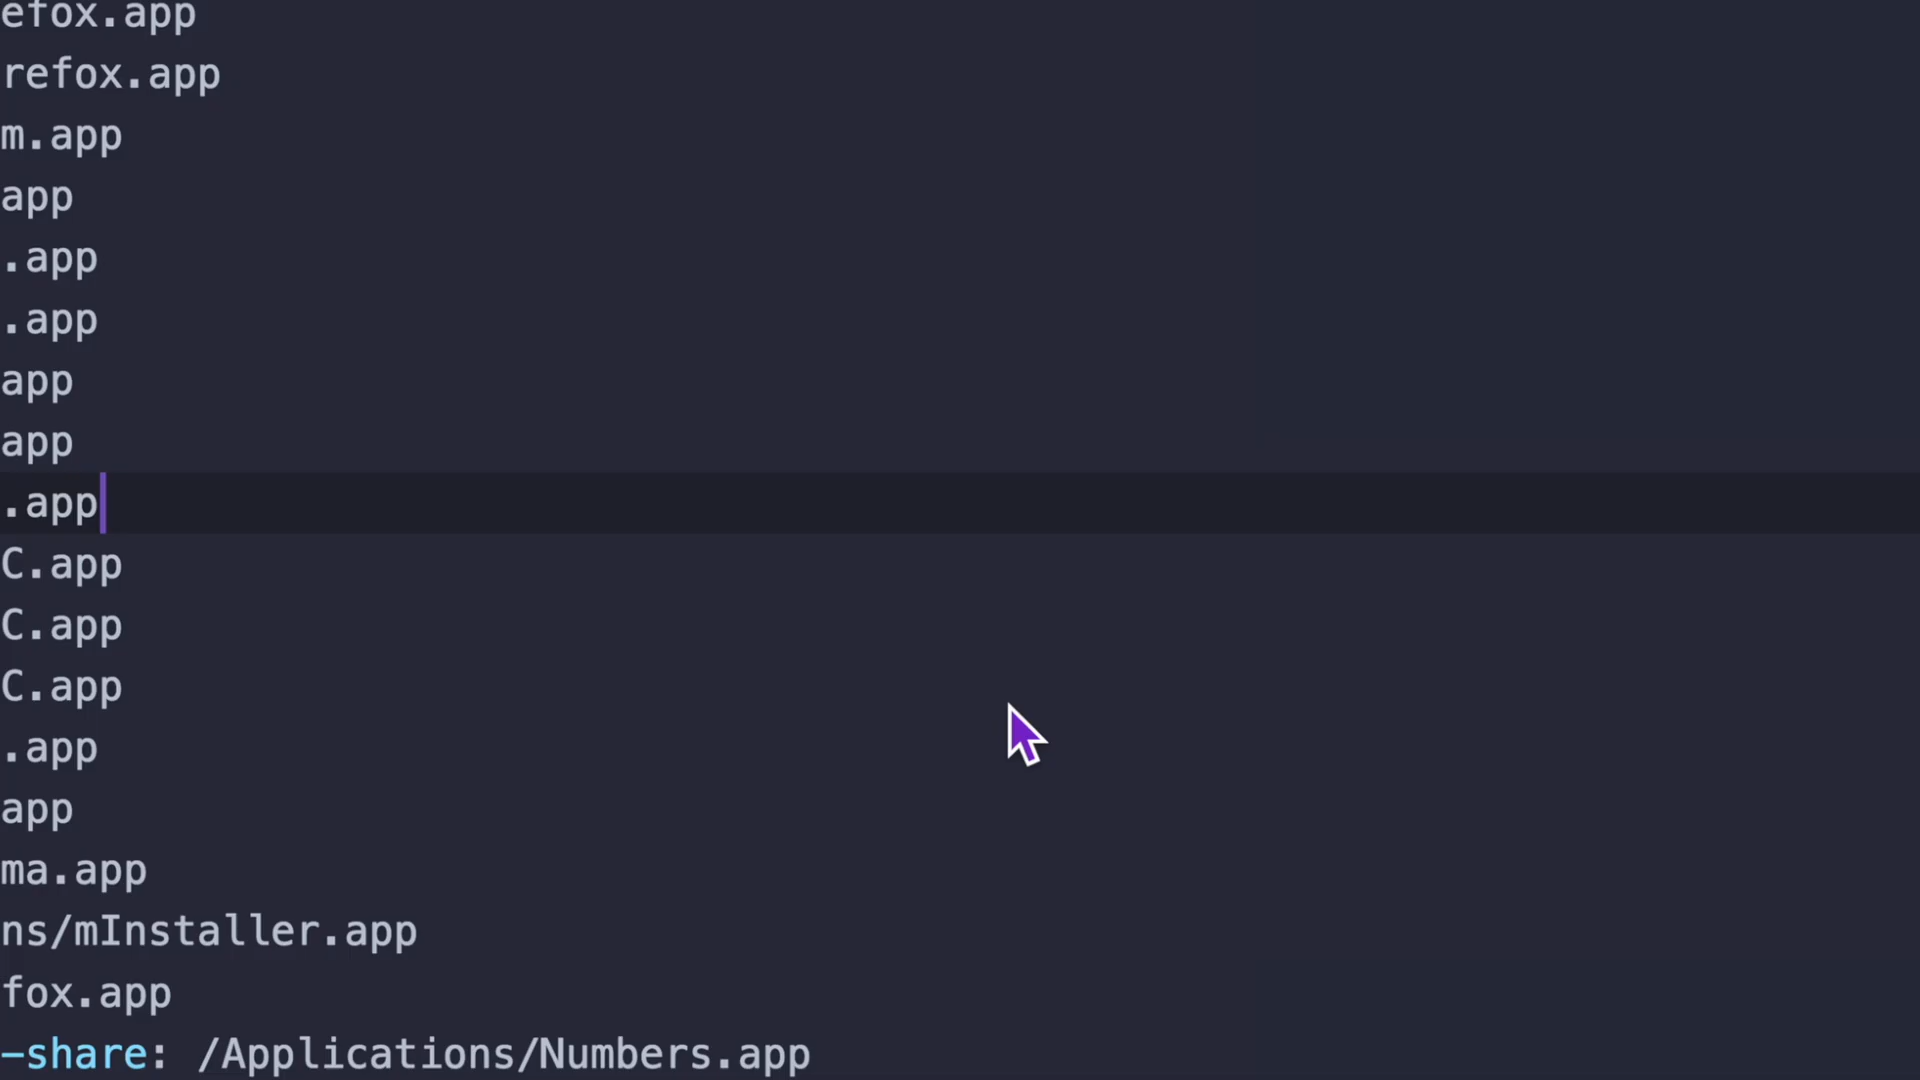 efox.app
refox.app
m.app
app
.app
.app
app
app
.app
C.app
C.app
C.app
.app
app
ma.app
ns/mInstaller.app
fox.app
-share: /Applications/Numbers.app